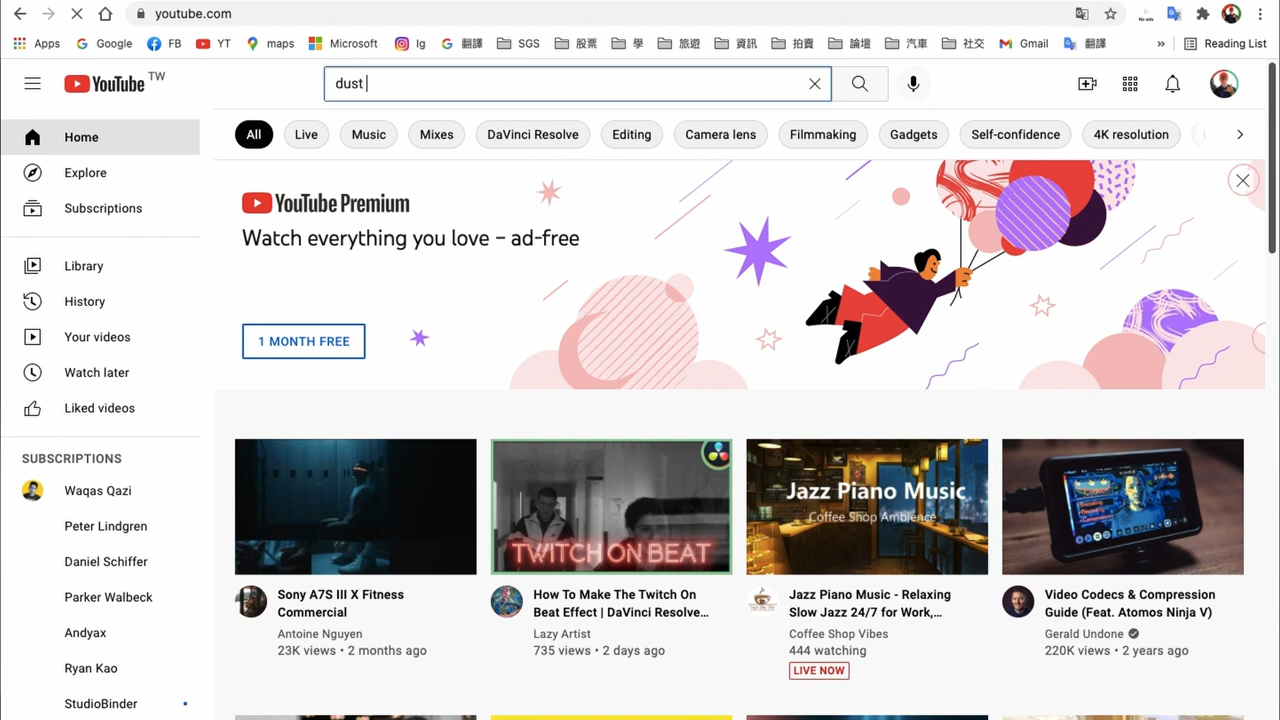 youtube.com
Apps Google FB YT maps Microsoft Ig 翻譯 SGS 股票 學 旅遊 資訊 拍賣 論壇 汽車 社交 Gmail 翻譯 » Reading List
YouTube TW
dust
All Live Music Mixes DaVinci Resolve Editing Camera lens Filmmaking Gadgets Self-confidence 4K resolution
Home
Explore
Subscriptions
Library
History
Your videos
Watch later
Liked videos
SUBSCRIPTIONS
Waqas Qazi
Peter Lindgren
Daniel Schiffer
Parker Walbeck
Andyax
Ryan Kao
StudioBinder
YouTube Premium
Watch everything you love – ad-free
1 MONTH FREE
Sony A7S III X Fitness
Commercial
Antoine Nguyen
23K views • 2 months ago
TWITCH ON BEAT
How To Make The Twitch On
Beat Effect | DaVinci Resolve...
Lazy Artist
735 views • 2 days ago
Jazz Piano Music
Coffee Shop Ambience
Jazz Piano Music - Relaxing
Slow Jazz 24/7 for Work,...
Coffee Shop Vibes
444 watching
LIVE NOW
Video Codecs & Compression
Guide (Feat. Atomos Ninja V)
Gerald Undone
220K views • 2 years ago